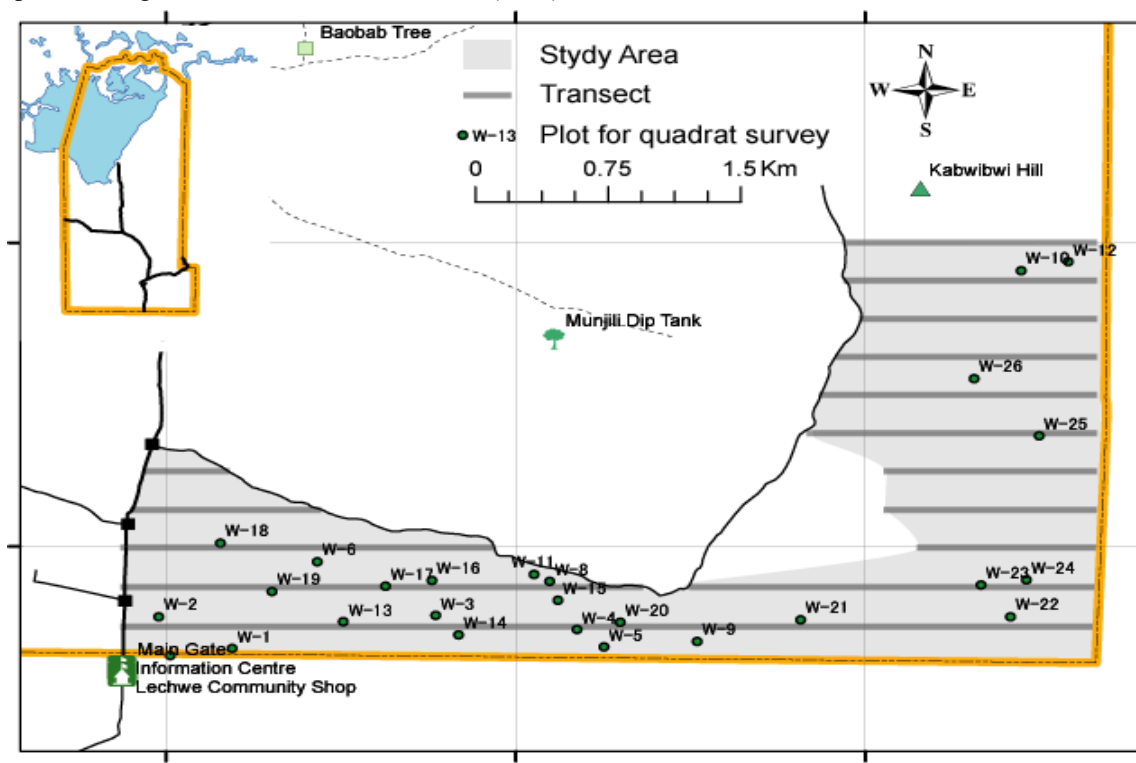 Baobab Tree
Stydy Area
Transect
W-13 Plot for quadrat survey
0 0.75 1.5 Km
N
W E
S
Kabwibwi Hill
W-12
W-10
Munjili Dip Tank
W-26
W-25
W-18
W-6
W-11
W-8
W-16
W-17
W-19
W-15
W-23
W-24
W-2
W-13
W-3
W-4
W-20
W-21
W-22
W-14
W-5
W-9
W-1
Main Gate
Information Centre
Lechwe Community Shop